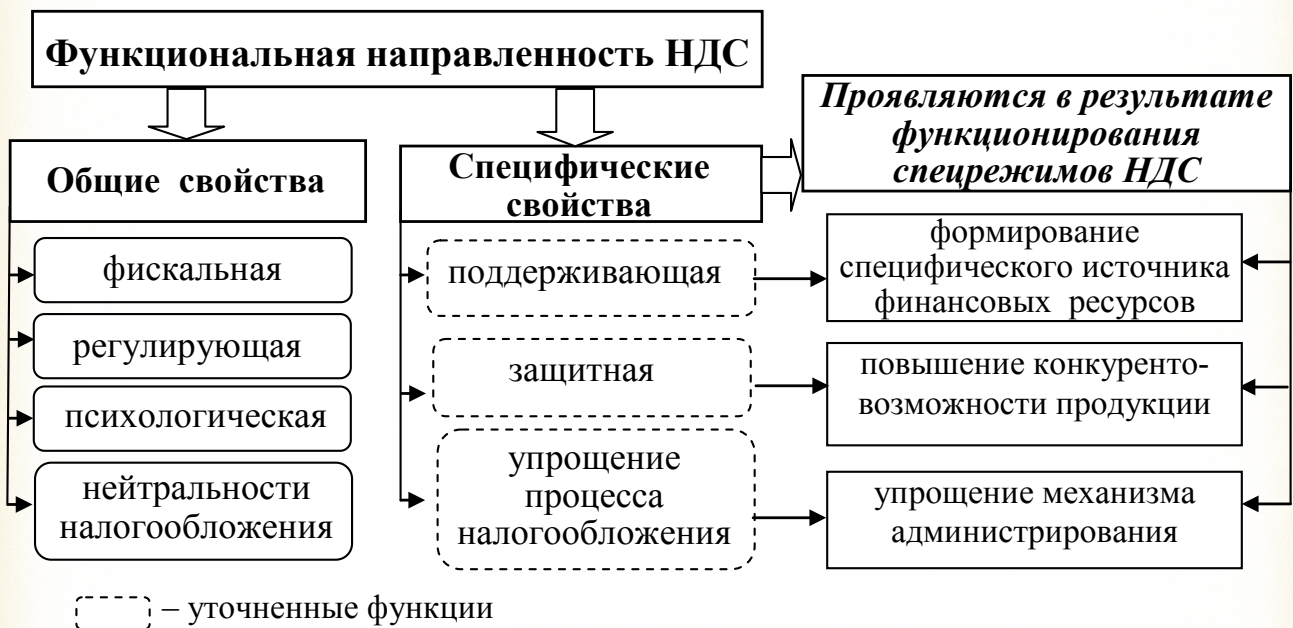 Функциональная направленность НДС
Общие свойства
фискальная
регулирующая
психологическая
нейтральности
налогообложения
Специфические
свойства
поддерживающая
защитная
упрощение
процесса
налогообложения
Проявляются в результате
функционирования
спецрежимов НДС
формирование
специфического источника
финансовых ресурсов
повышение конкуренто-
возможности продукции
упрощение механизма
администрирования
– уточненные функции